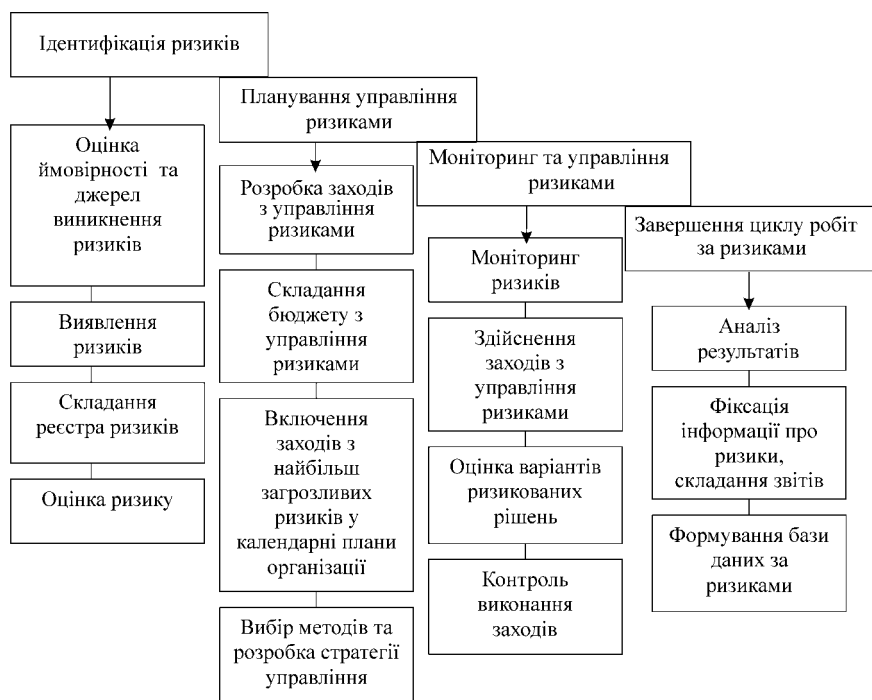 Ідентифікація ризиків
Оцінка
ймовірності та
джерел
виникнення
ризиків
Виявлення
ризиків
Складання
реєстра ризиків
Оцінка ризику
Планування управління
ризиками
Розробка заходів
з управління
ризиками
Складання
бюджету з
управління
ризиками
Включення
заходів з
найбільш
загрозливих
ризиків у
календарні плани
організації
Вибір методів та
розробка стратегії
управління
Моніторинг та управління
ризиками
Моніторинг
ризиків
Здійснення
заходів з
управління
ризиками
Оцінка варіантів
ризикованих
рішень
Контроль
виконання
заходів
Завершення циклу робіт
за ризиками
Аналіз
результатів
Фіксація
інформації про
ризики,
складання звітів
Формування бази
даних за
ризиками